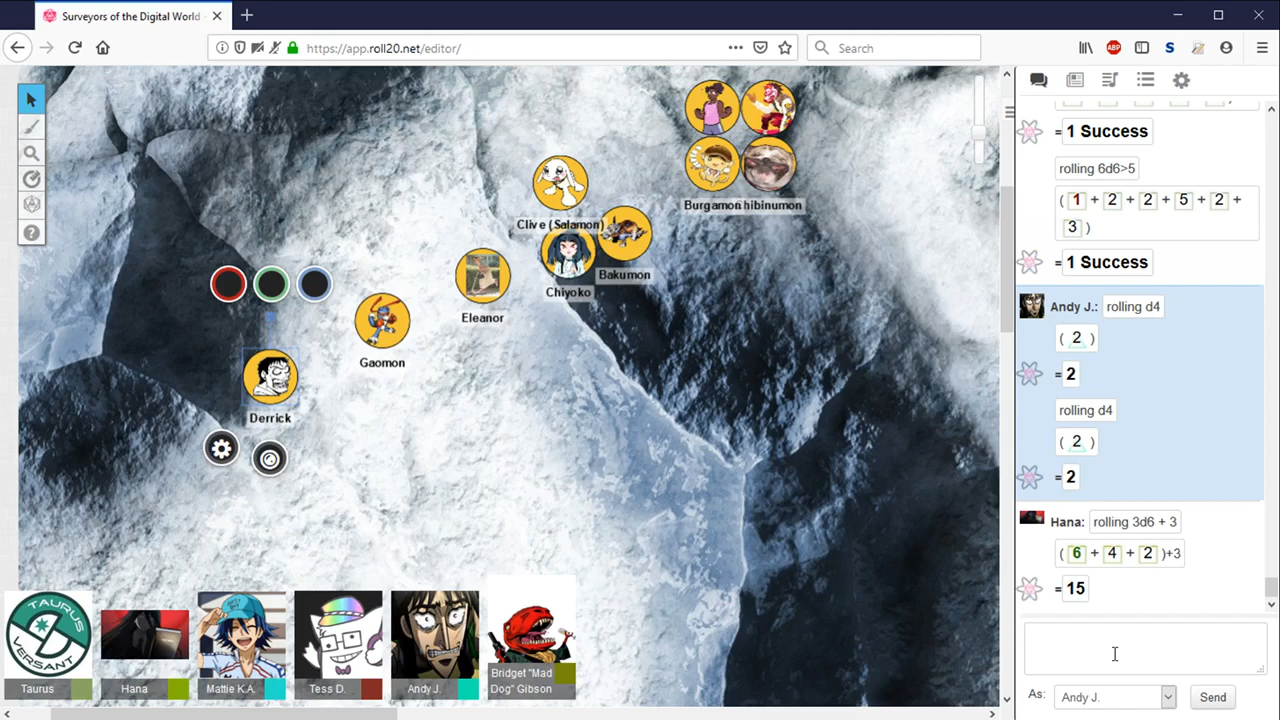 Surveyors of the Digital World
https://app.roll20.net/editor/
Search
ABP
S
= 1 Success
rolling 6d6>5
( 1 + 2 + 2 + 5 + 2 +
3 )
= 1 Success
Andy J.: rolling d4
( 2 )
= 2
rolling d4
( 2 )
= 2
Hana: rolling 3d6 + 3
( 6 + 4 + 2 )+3
= 15
As: Andy J. Send
Burgamon hibinumon
Clive (Salamon)
Bakumon
Chiyoko
Eleanor
Gaomon
Derrick
TAURUS
VERSANT
Taurus
Hana
Mattie K.A.
Tess D.
Andy J.
Bridget "Mad
Dog" Gibson